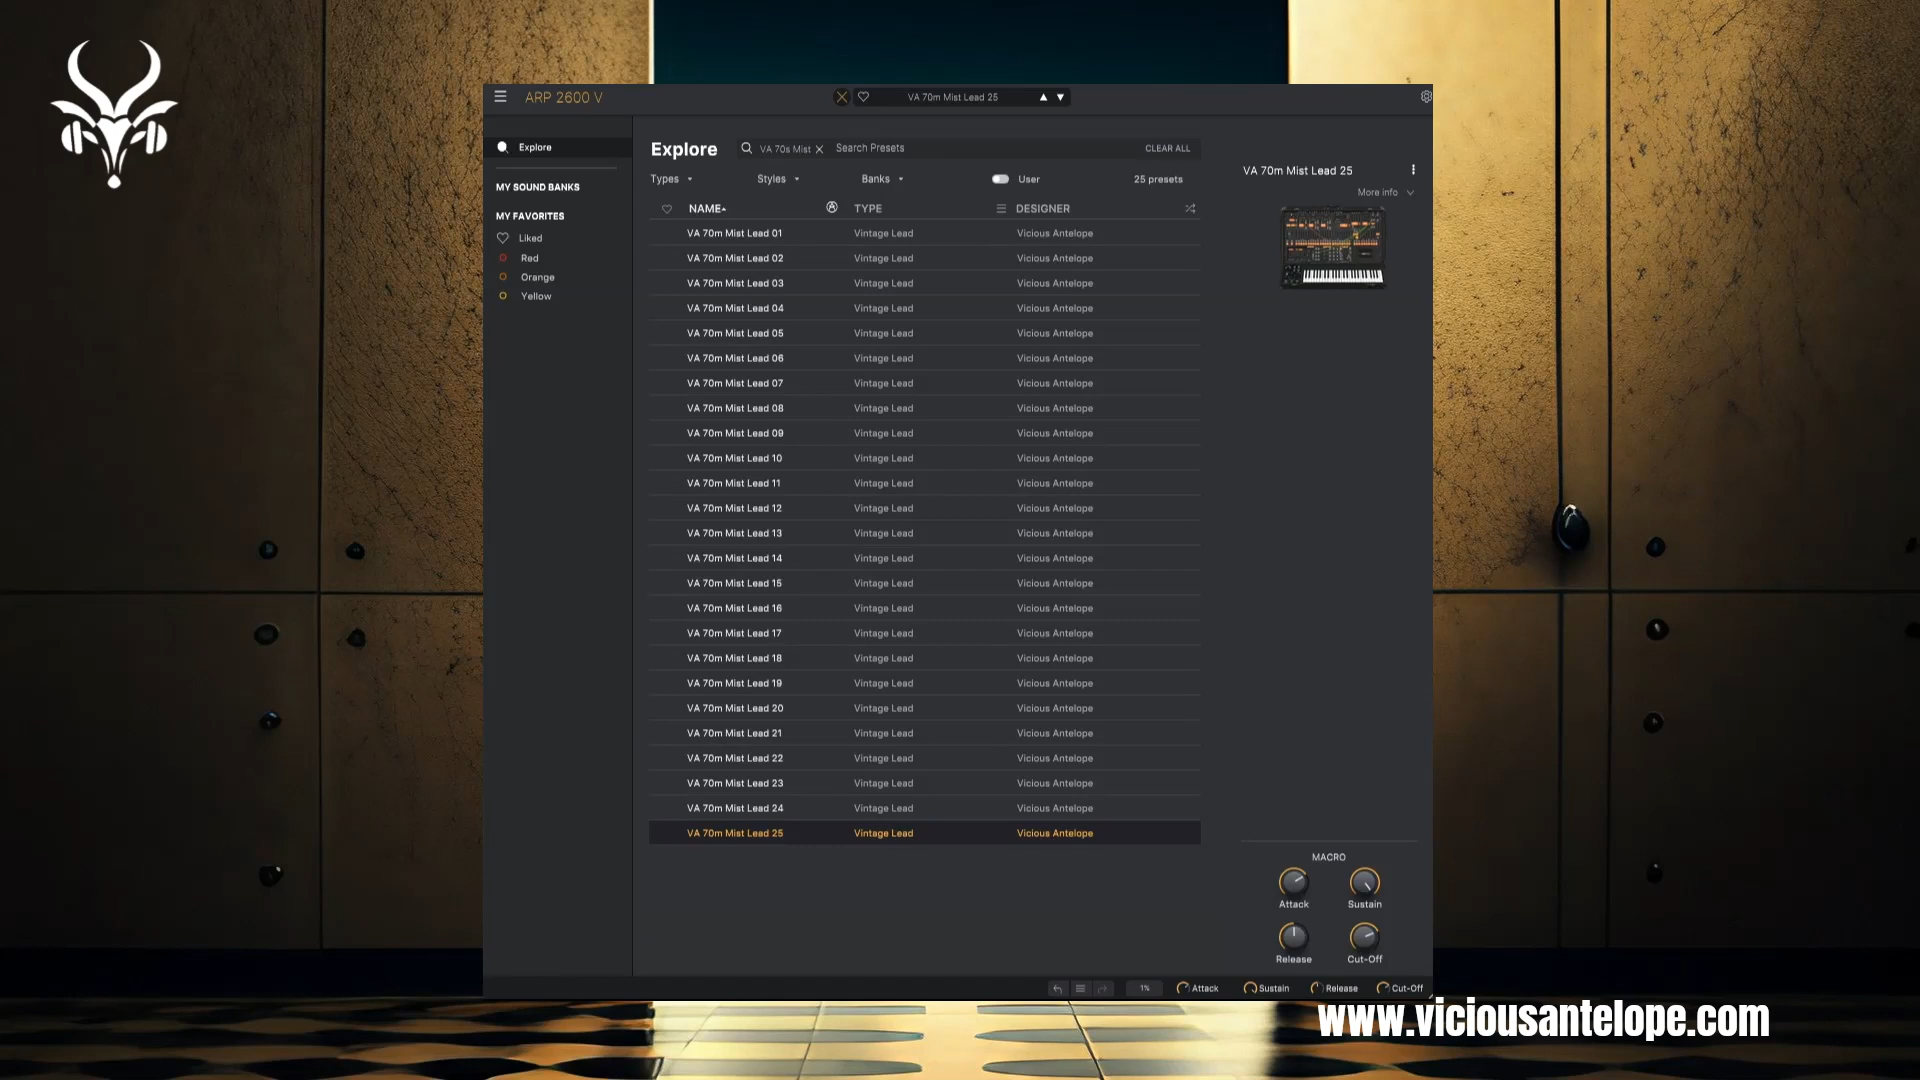 ARP 2600 V
VA 70m Mist Lead 25
Explore
MY SOUND BANKS
MY FAVORITES
Liked
Red
Orange
Yellow
Explore
VA 70s Mist
Search Presets
CLEAR ALL
Types
Styles
Banks
User
25 presets
NAME TYPE DESIGNER
VA 70m Mist Lead 01 Vintage Lead Vicious Antelope
VA 70m Mist Lead 02 Vintage Lead Vicious Antelope
VA 70m Mist Lead 03 Vintage Lead Vicious Antelope
VA 70m Mist Lead 04 Vintage Lead Vicious Antelope
VA 70m Mist Lead 05 Vintage Lead Vicious Antelope
VA 70m Mist Lead 06 Vintage Lead Vicious Antelope
VA 70m Mist Lead 07 Vintage Lead Vicious Antelope
VA 70m Mist Lead 08 Vintage Lead Vicious Antelope
VA 70m Mist Lead 09 Vintage Lead Vicious Antelope
VA 70m Mist Lead 10 Vintage Lead Vicious Antelope
VA 70m Mist Lead 11 Vintage Lead Vicious Antelope
VA 70m Mist Lead 12 Vintage Lead Vicious Antelope
VA 70m Mist Lead 13 Vintage Lead Vicious Antelope
VA 70m Mist Lead 14 Vintage Lead Vicious Antelope
VA 70m Mist Lead 15 Vintage Lead Vicious Antelope
VA 70m Mist Lead 16 Vintage Lead Vicious Antelope
VA 70m Mist Lead 17 Vintage Lead Vicious Antelope
VA 70m Mist Lead 18 Vintage Lead Vicious Antelope
VA 70m Mist Lead 19 Vintage Lead Vicious Antelope
VA 70m Mist Lead 20 Vintage Lead Vicious Antelope
VA 70m Mist Lead 21 Vintage Lead Vicious Antelope
VA 70m Mist Lead 22 Vintage Lead Vicious Antelope
VA 70m Mist Lead 23 Vintage Lead Vicious Antelope
VA 70m Mist Lead 24 Vintage Lead Vicious Antelope
VA 70m Mist Lead 25 Vintage Lead Vicious Antelope
VA 70m Mist Lead 25
More info
MACRO
Attack Sustain
Release Cut-Off
1% Attack Sustain Release Cut-Off
www.viciousantelope.com